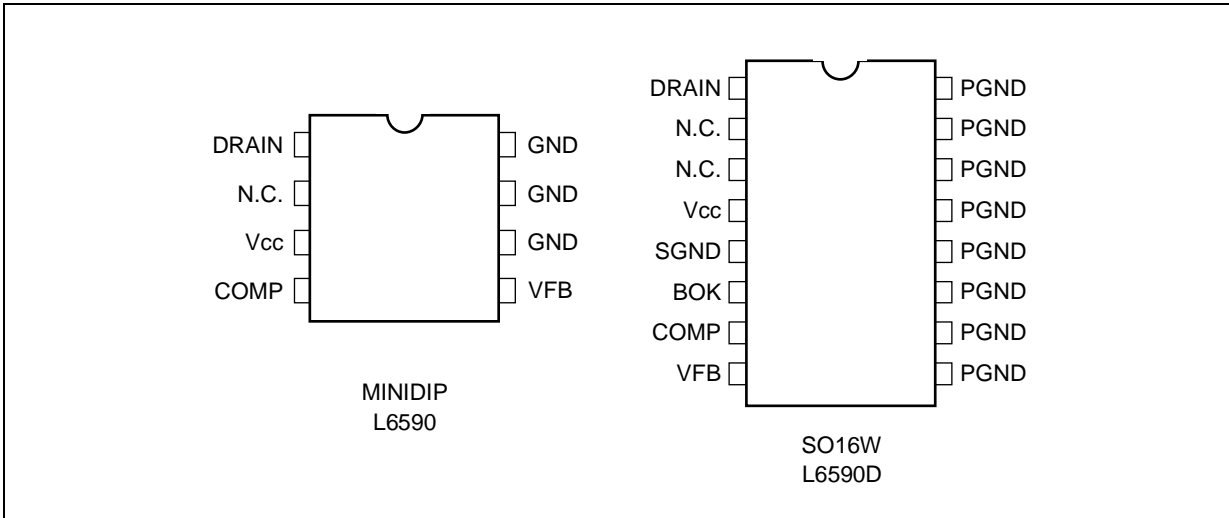 DRAIN GND
N.C. GND
Vcc GND
COMP VFB
MINIDIP
L6590
DRAIN PGND
N.C. PGND
N.C. PGND
Vcc PGND
SGND PGND
BOK PGND
COMP PGND
VFB PGND
SO16W
L6590D